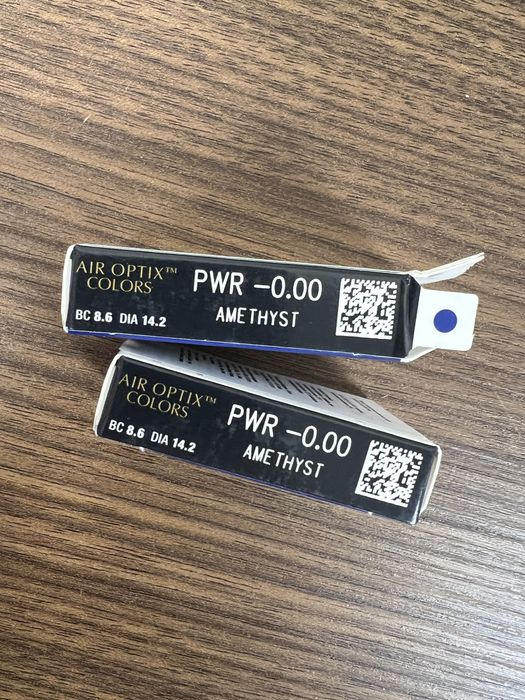 AIR OPTIX™
COLORS
PWR -0.00
AMETHYST
BC 8.6 DIA 14.2
AIR OPTIX™
COLORS
PWR -0.00
AMETHYST
BC 8.6 DIA 14.2